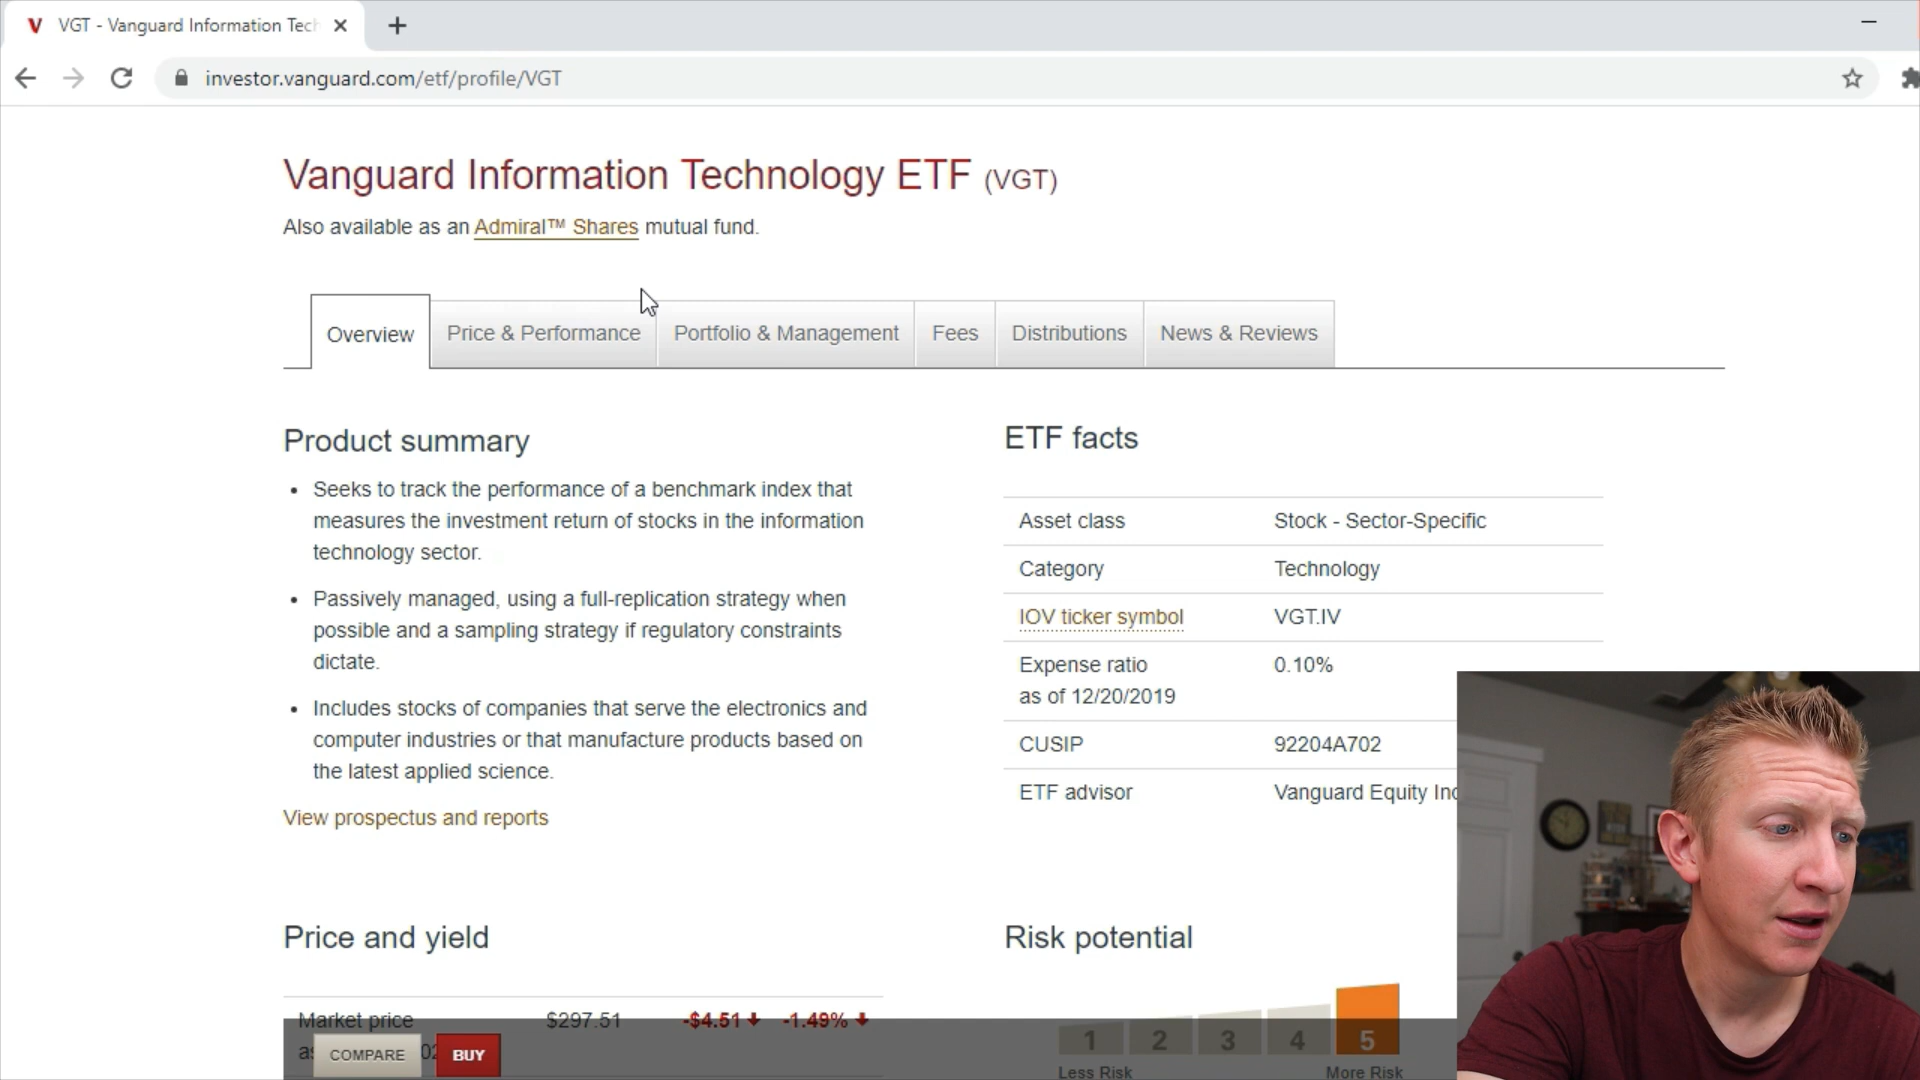 VGT - Vanguard Information Tec
investor.vanguard.com/etf/profile/VGT
Vanguard Information Technology ETF (VGT)
Also available as an Admiral™ Shares mutual fund.
Overview
Price & Performance
Portfolio & Management
Fees
Distributions
News & Reviews
Product summary
• Seeks to track the performance of a benchmark index that
measures the investment return of stocks in the information
technology sector.
• Passively managed, using a full-replication strategy when
possible and a sampling strategy if regulatory constraints
dictate.
• Includes stocks of companies that serve the electronics and
computer industries or that manufacture products based on
the latest applied science.
View prospectus and reports
ETF facts
Asset class Stock - Sector-Specific
Category Technology
IOV ticker symbol VGT.IV
Expense ratio 0.10%
as of 12/20/2019
CUSIP 92204A702
ETF advisor Vanguard Equity
Price and yield
Market price $297.51 -$4.51 -1.49%
COMPARE
BUY
Risk potential
1 2 3 4 5
Less Risk More Risk